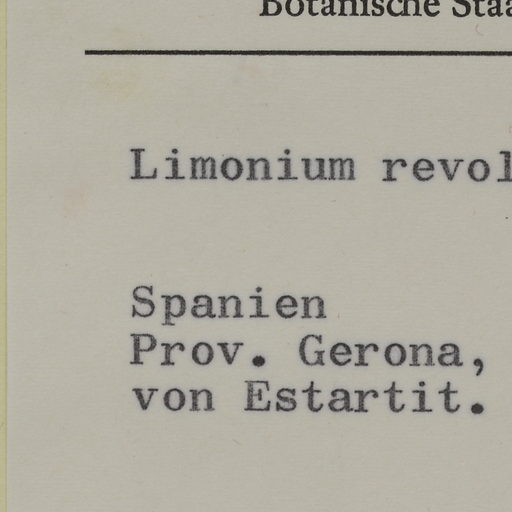 Botanische Staa
Limonium revol
Spanien
Prov. Gerona,
von Estartit.